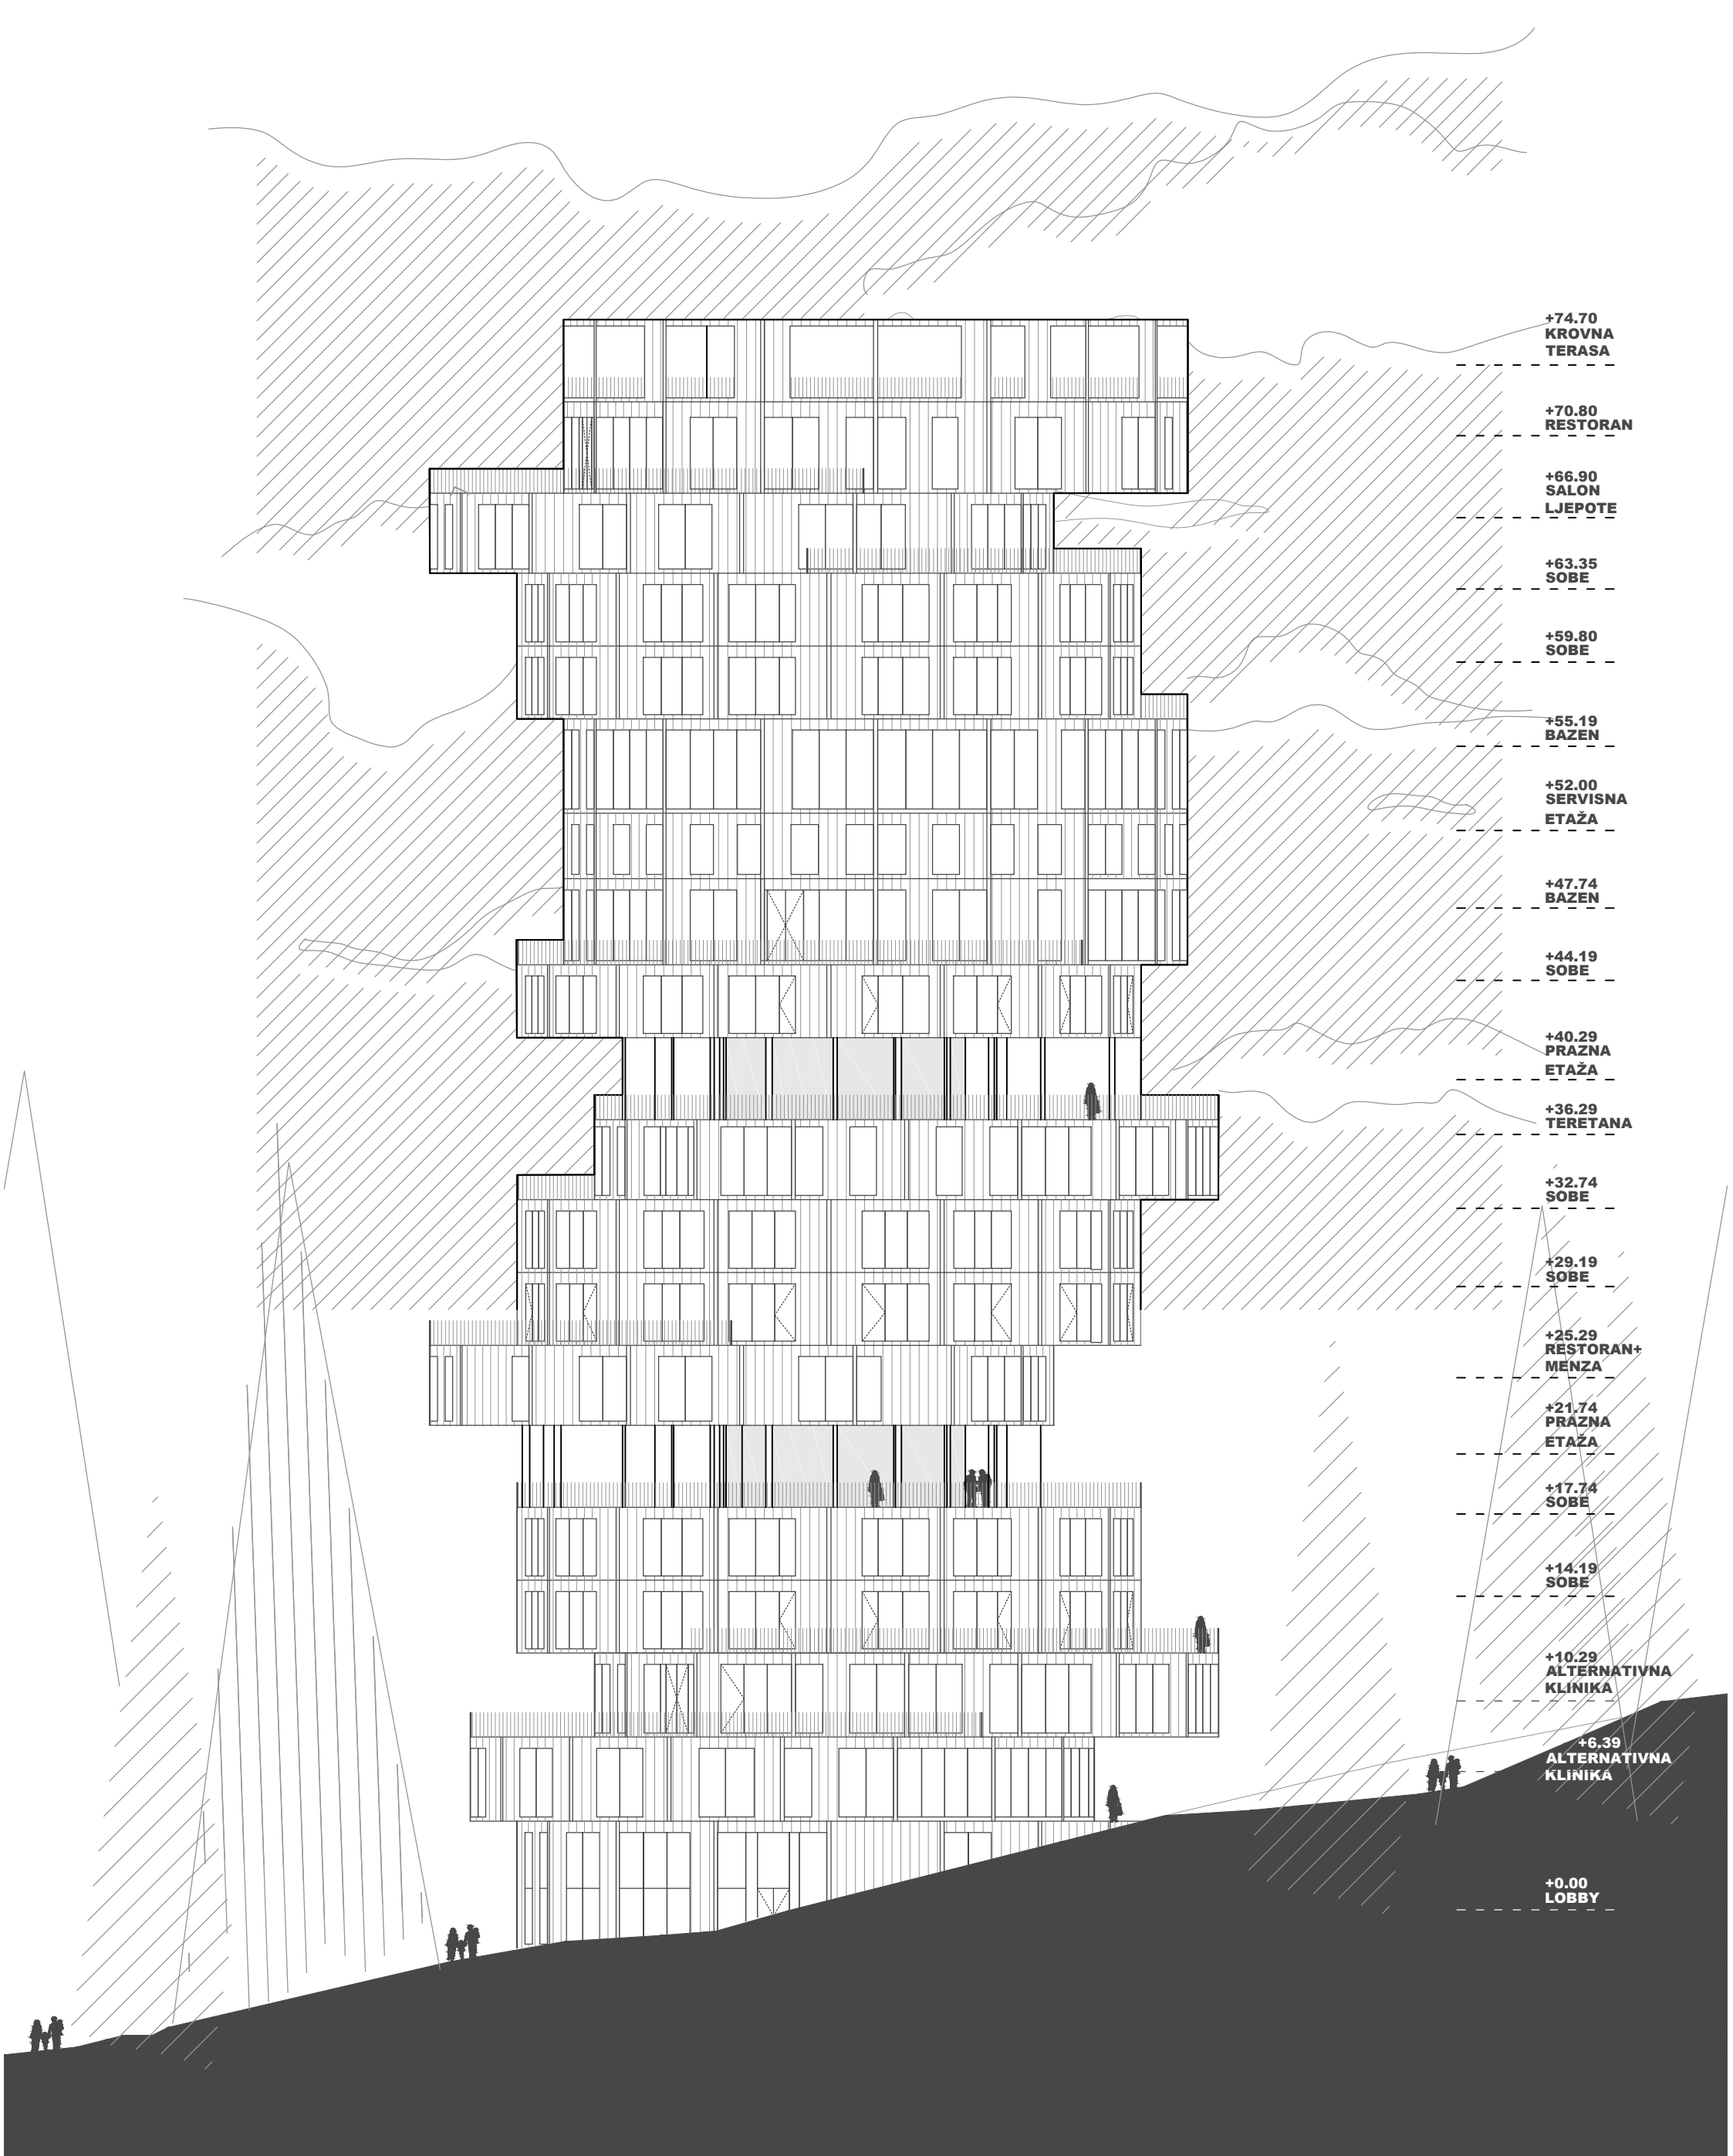 +74.70
KROVNA
TERASA
+70.80
RESTORAN
+66.90
SALON
LJEPOTE
+63.35
SOBE
+59.80
SOBE
+55.19
BAZEN
+52.00
SERVISNA
ETAŽA
+47.74
BAZEN
+44.19
SOBE
+40.29
PRAZNA
ETAŽA
+36.29
TERETANA
+32.74
SOBE
+29.19
SOBE
+25.29
RESTORAN+
MENZA
+21.74
PRAZNA
ETAŽA
+17.74
SOBE
+14.19
SOBE
+10.29
ALTERNATIVNA
KLINIKA
+6.39
ALTERNATIVNA
KLINIKA
+0.00
LOBBY